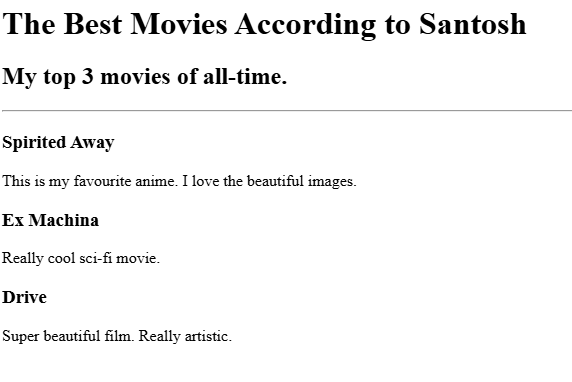 The Best Movies According to Santosh
My top 3 movies of all-time.
Spirited Away
This is my favourite anime. I love the beautiful images.
Ex Machina
Really cool sci-fi movie.
Drive
Super beautiful film. Really artistic.